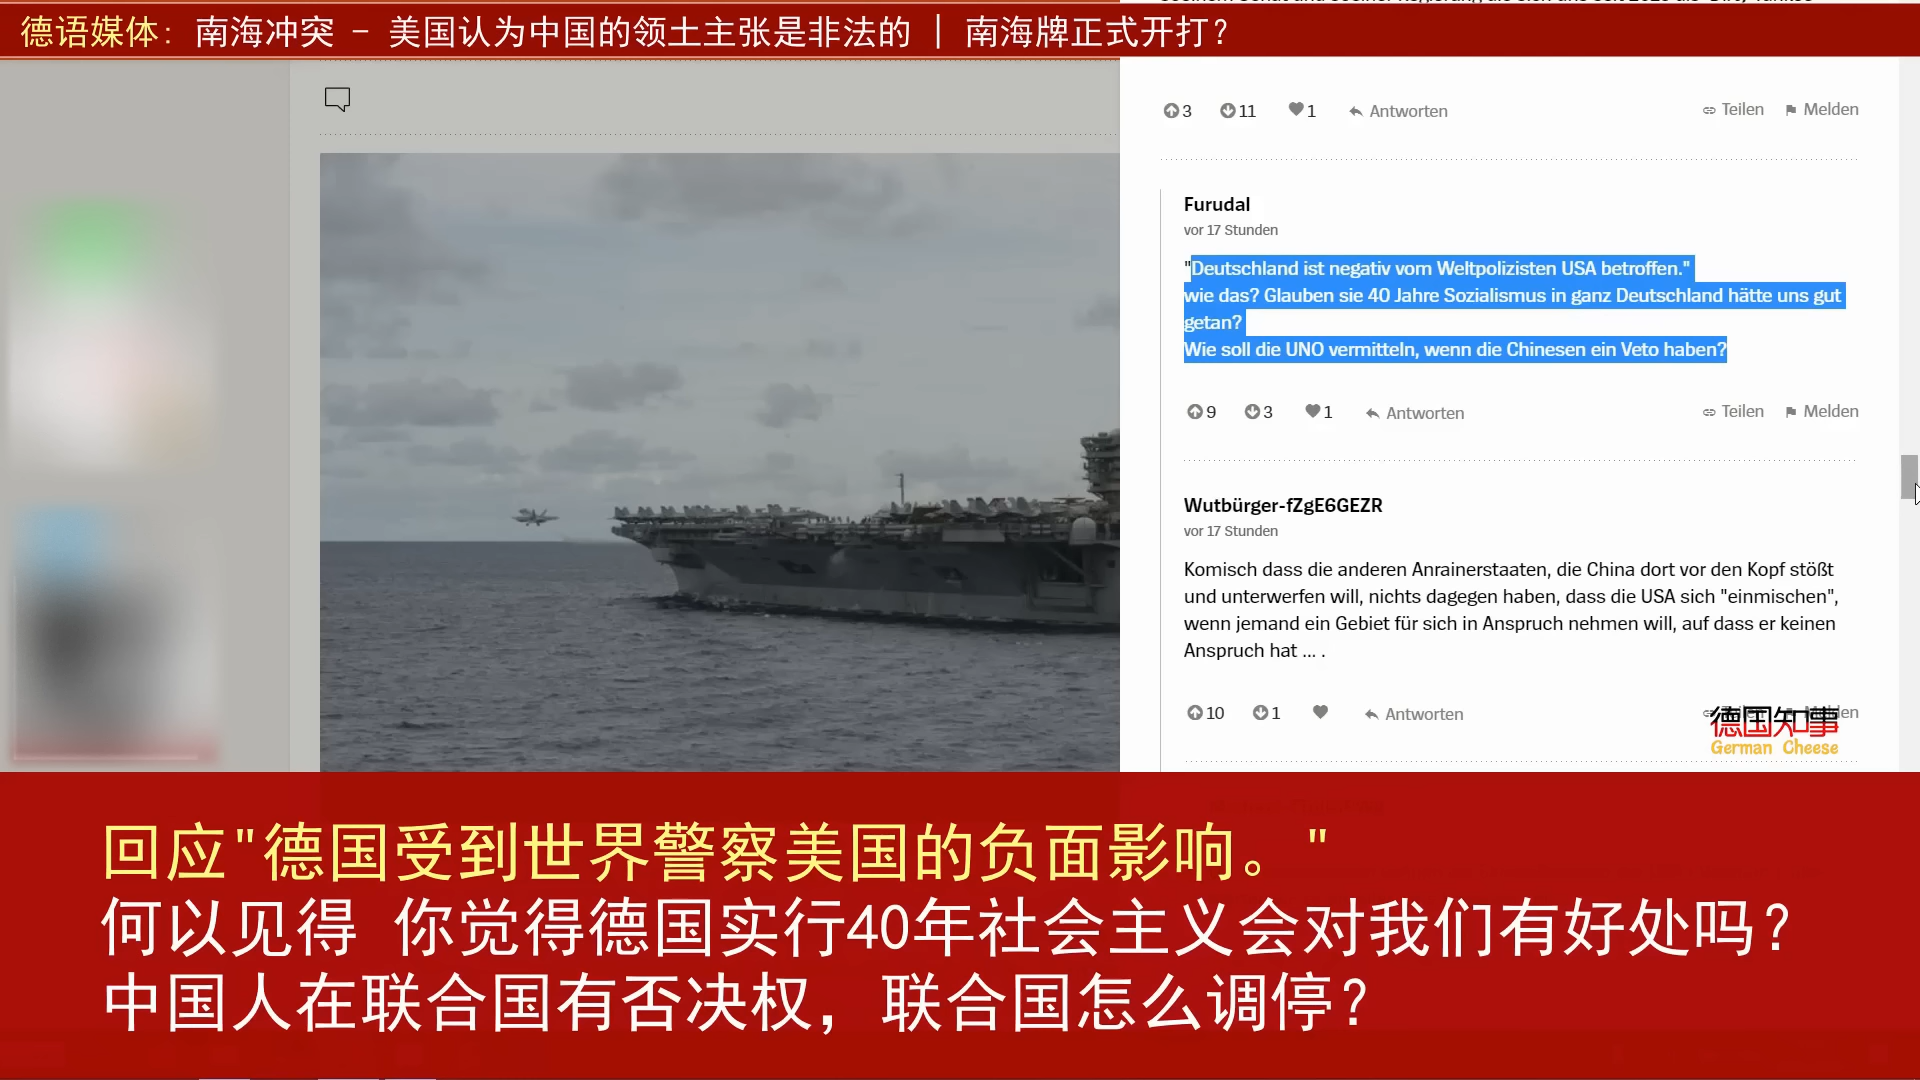 德语媒体: 南海冲突 - 美国认为中国的领土主张是非法的 | 南海牌正式开打?
3 11 1 Antworten Teilen Melden
Furudal
vor 17 Stunden
"Deutschland ist negativ vom Weltpolizisten USA betroffen."
wie das? Glauben sie 40 Jahre Sozialismus in ganz Deutschland hätte uns gut
getan?
Wie soll die UNO vermitteln, wenn die Chinesen ein Veto haben?
9 3 1 Antworten Teilen Melden
Wutbürger-fZgE6GEZR
vor 17 Stunden
Komisch dass die anderen Anrainerstaaten, die China dort vor den Kopf stößt
und unterwerfen will, nichts dagegen haben, dass die USA sich "einmischen",
wenn jemand ein Gebiet für sich in Anspruch nehmen will, auf dass er keinen
Anspruch hat ... .
10 1 Antworten Teilen Melden
德国知事
German Cheese
回应"德国受到世界警察美国的负面影响。"
何以见得 你觉得德国实行40年社会主义会对我们有好处吗?
中国人在联合国有否决权, 联合国怎么调停?